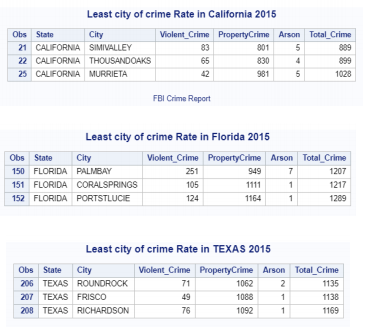 Least city of crime Rate in California 2015
Obs State City Violent_Crime PropertyCrime Arson Total_Crime
21 CALIFORNIA SIMIVALLEY 83 801 5 889
22 CALIFORNIA THOUSANDOAKS 65 830 4 899
25 CALIFORNIA MURRIETA 42 981 5 1028
FBI Crime Report
Least city of crime Rate in Florida 2015
Obs State City Violent_Crime PropertyCrime Arson Total_Crime
150 FLORIDA PALMBAY 251 949 7 1207
151 FLORIDA CORALSPRINGS 105 1111 1 1217
152 FLORIDA PORTSTLUCIE 124 1164 1 1289
Least city of crime Rate in TEXAS 2015
Obs State City Violent_Crime PropertyCrime Arson Total_Crime
206 TEXAS ROUNDROCK 71 1062 2 1135
207 TEXAS FRISCO 49 1088 1 1138
208 TEXAS RICHARDSON 76 1092 1 1169